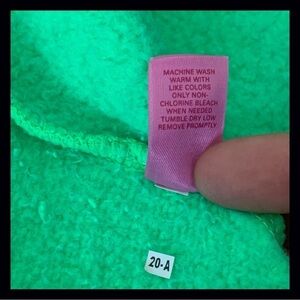 MACHINE WASH
WARM WITH
LIKE COLORS
ONLY NON-
CHLORINE BLEACH
WHEN NEEDED
TUMBLE DRY LOW
REMOVE PROMPTLY
20-A